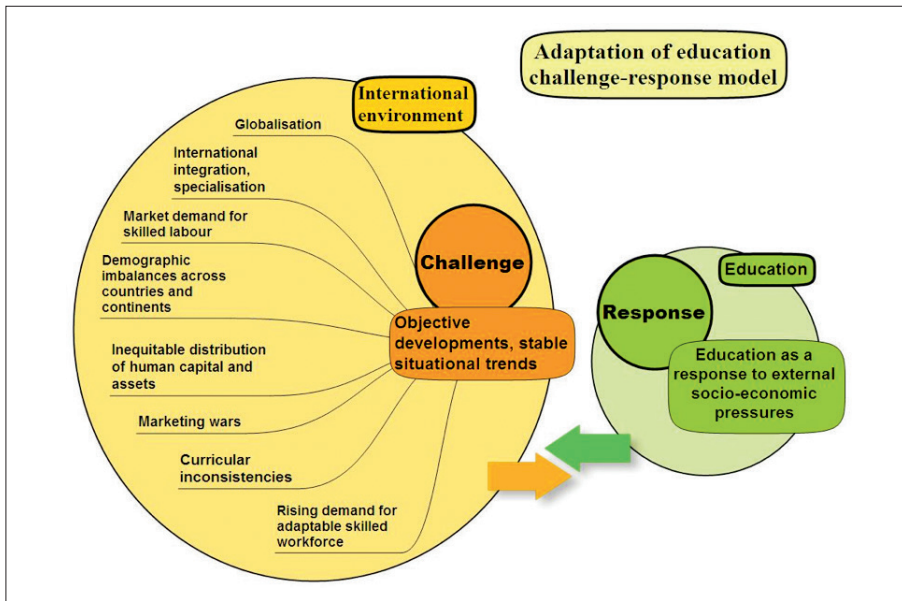 Adaptation of education
challenge-response model
International
environment
Globalisation
International
integration,
specialisation
Market demand for
skilled labour
Demographic
imbalances across
countries and
continents
Inequitable distribution
of human capital and
assets
Marketing wars
Curricular
inconsistencies
Rising demand for
adaptable skilled
workforce
Challenge
Objective
developments, stable
situational trends
Education
Response
Education as a
response to external
socio-economic
pressures